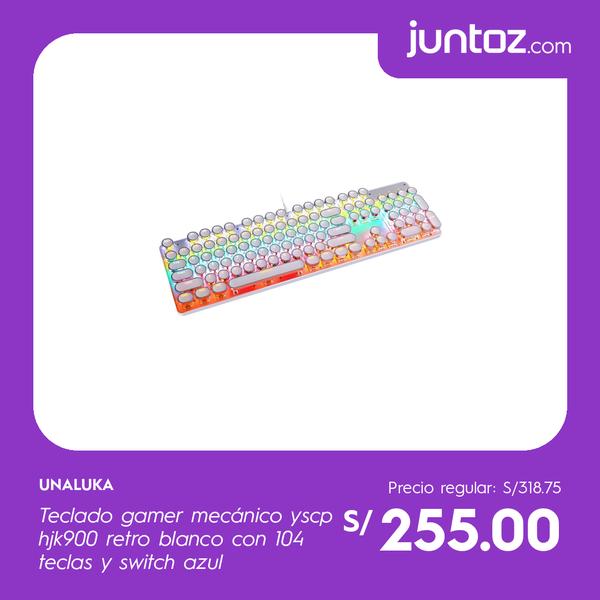 juntoz.com
UNALUKA
Teclado gamer mecánico yscp
hjk900 retro blanco con 104
teclas y switch azul
Precio regular: S/318.75
S/ 255.00